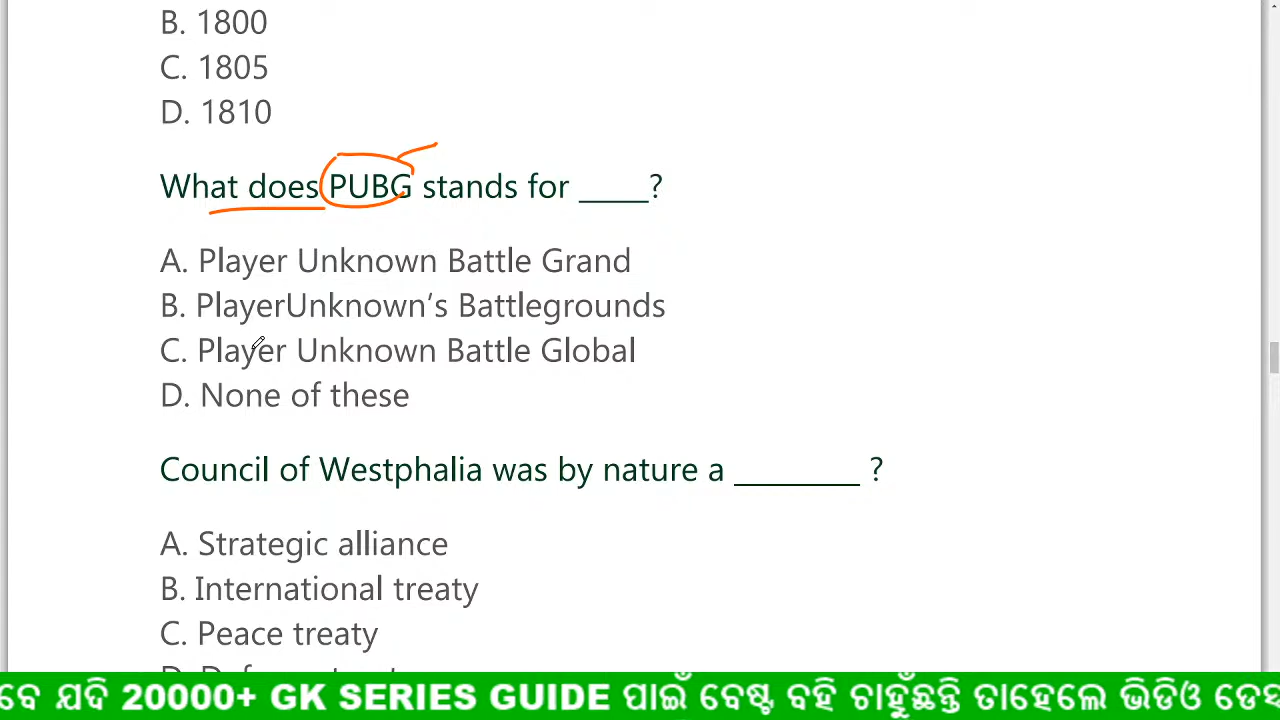 B. 1800
C. 1805
D. 1810
What does PUBG stands for ____?
A. Player Unknown Battle Grand
B. PlayerUnknown’s Battlegrounds
C. Player Unknown Battle Global
D. None of these
Council of Westphalia was by nature a _______ ?
A. Strategic alliance
B. International treaty
C. Peace treaty
D.
ବେ ଯଦି 20000+ GK SERIES GUIDE ପାଇଁ ବେଷ୍ଟ ବହି ଚାହୁଁଛନ୍ତି ତାହେଲେ ଭିଡିଓ ଡେସ